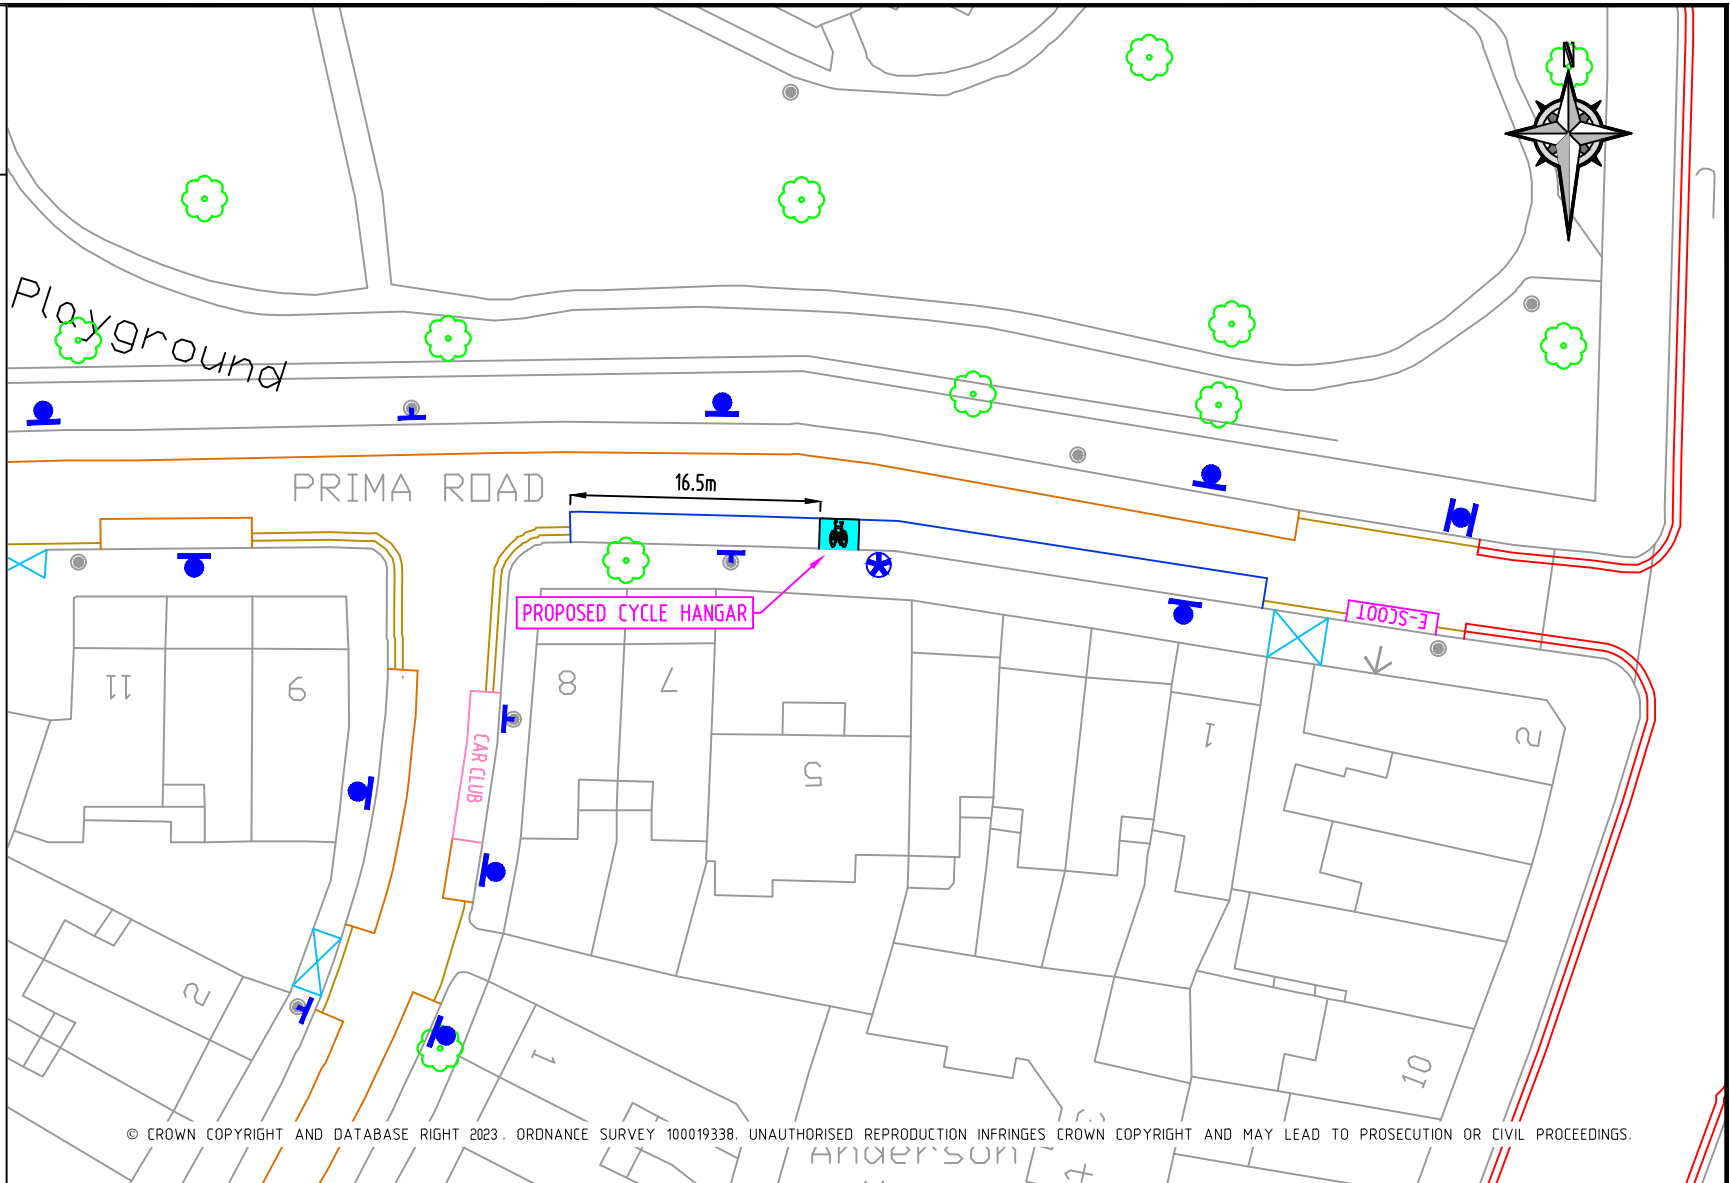 N
Playground
PRIMA ROAD
16.5m
PROPOSED CYCLE HANGAR
E-SCOOT
CAR CLUB
11
9
8
7
5
1
2
2
1
10
© CROWN COPYRIGHT AND DATABASE RIGHT 2023. ORDNANCE SURVEY 100019338. UNAUTHORISED REPRODUCTION INFRINGES CROWN COPYRIGHT AND MAY LEAD TO PROSECUTION OR CIVIL PROCEEDINGS.
Anderson